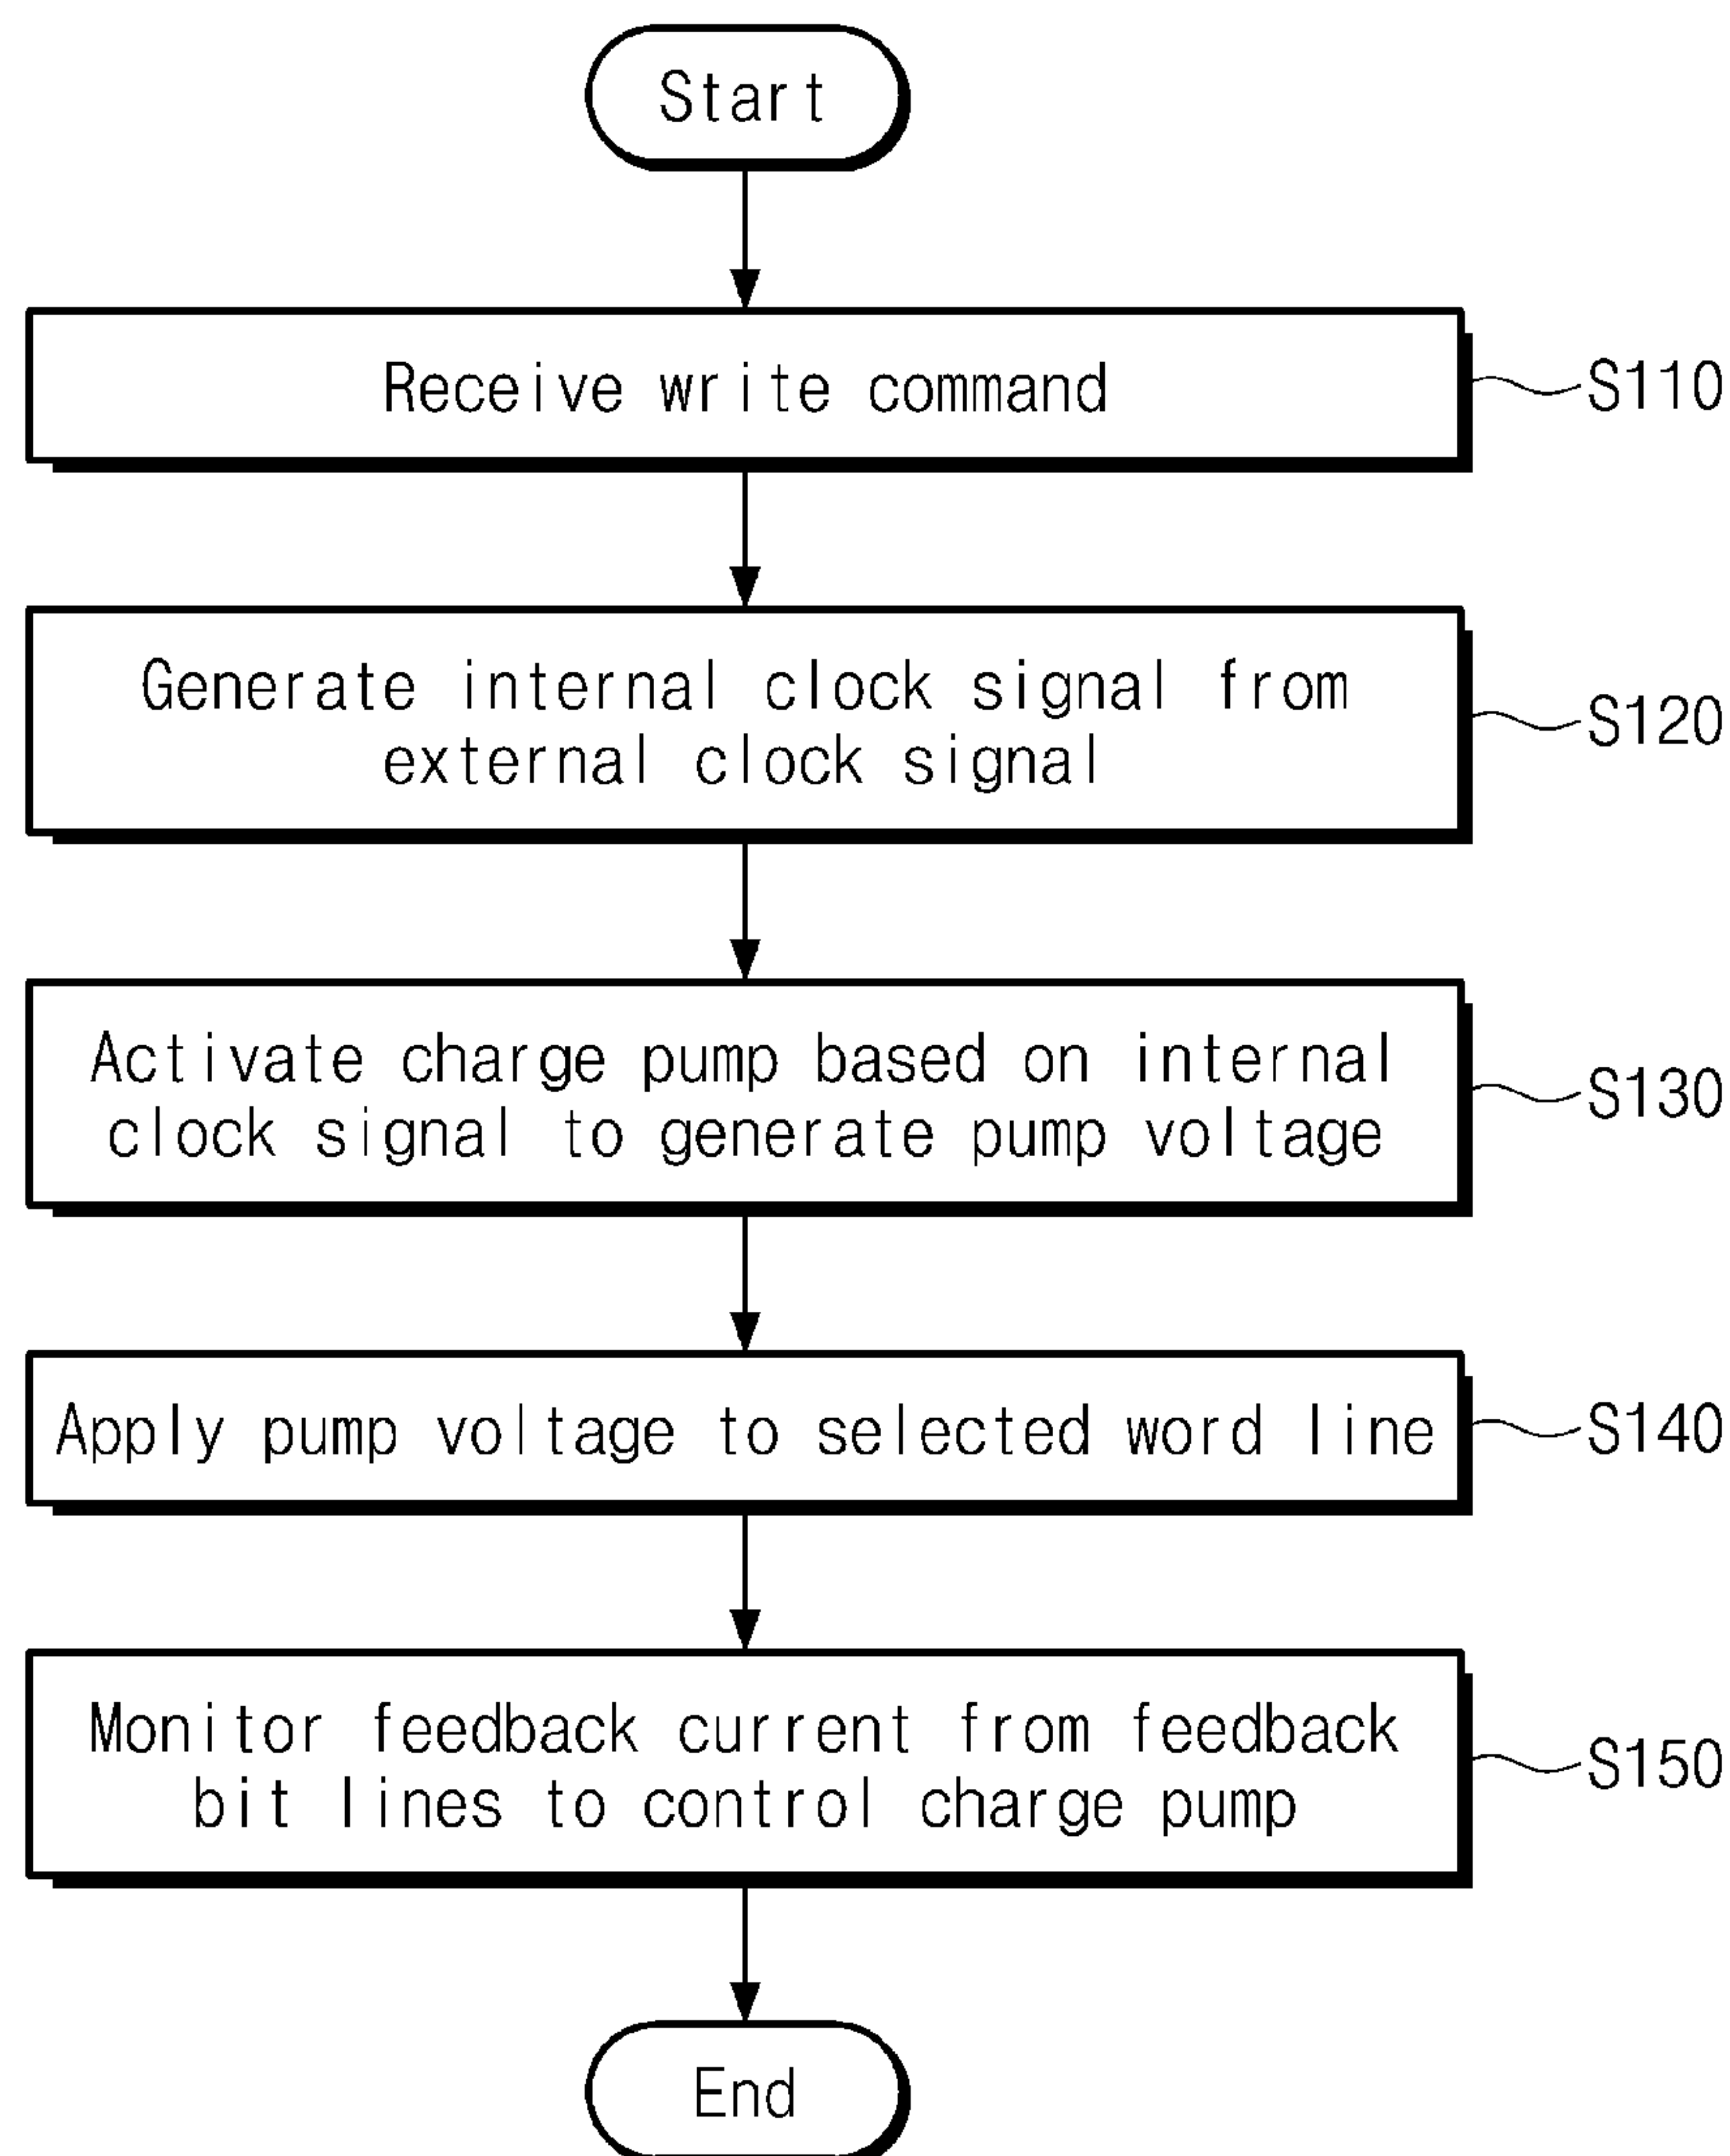 Start
Receive write command
S110
Generate internal clock signal from
external clock signal
S120
Activate charge pump based on internal
clock signal to generate pump voltage
S130
Apply pump voltage to selected word line
S140
Monitor feedback current from feedback
bit lines to control charge pump
S150
End